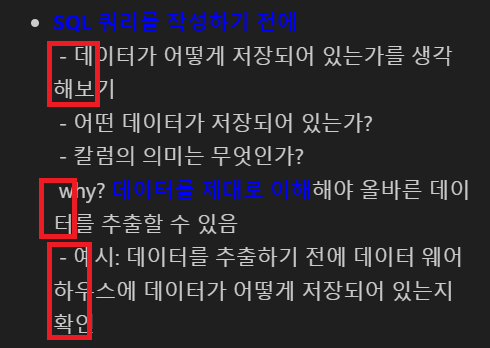 • SQL 쿼리를 작성하기 전에
- 데이터가 어떻게 저장되어 있는가를 생각
해보기
- 어떤 데이터가 저장되어 있는가?
- 칼럼의 의미는 무엇인가?
why? 데이터를 제대로 이해해야 올바른 데이
터를 추출할 수 있음
- 예시: 데이터를 추출하기 전에 데이터 웨어
하우스에 데이터가 어떻게 저장되어 있는지
확인